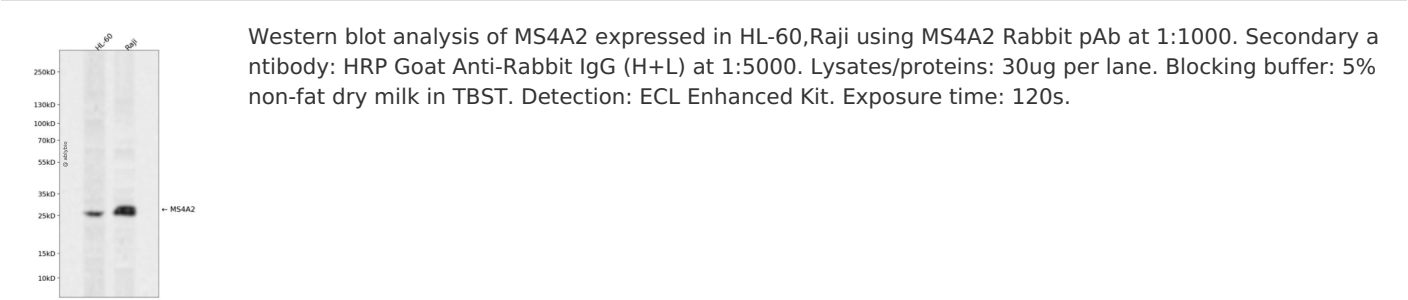 HL-60 Raji
Western blot analysis of MS4A2 expressed in HL-60,Raji using MS4A2 Rabbit pAb at 1:1000. Secondary a
ntibody: HRP Goat Anti-Rabbit IgG (H+L) at 1:5000. Lysates/proteins: 30ug per lane. Blocking buffer: 5%
non-fat dry milk in TBST. Detection: ECL Enhanced Kit. Exposure time: 120s.
250kD
130kD
100kD
70kD
55kD
35kD
25kD
15kD
10kD
← MS4A2